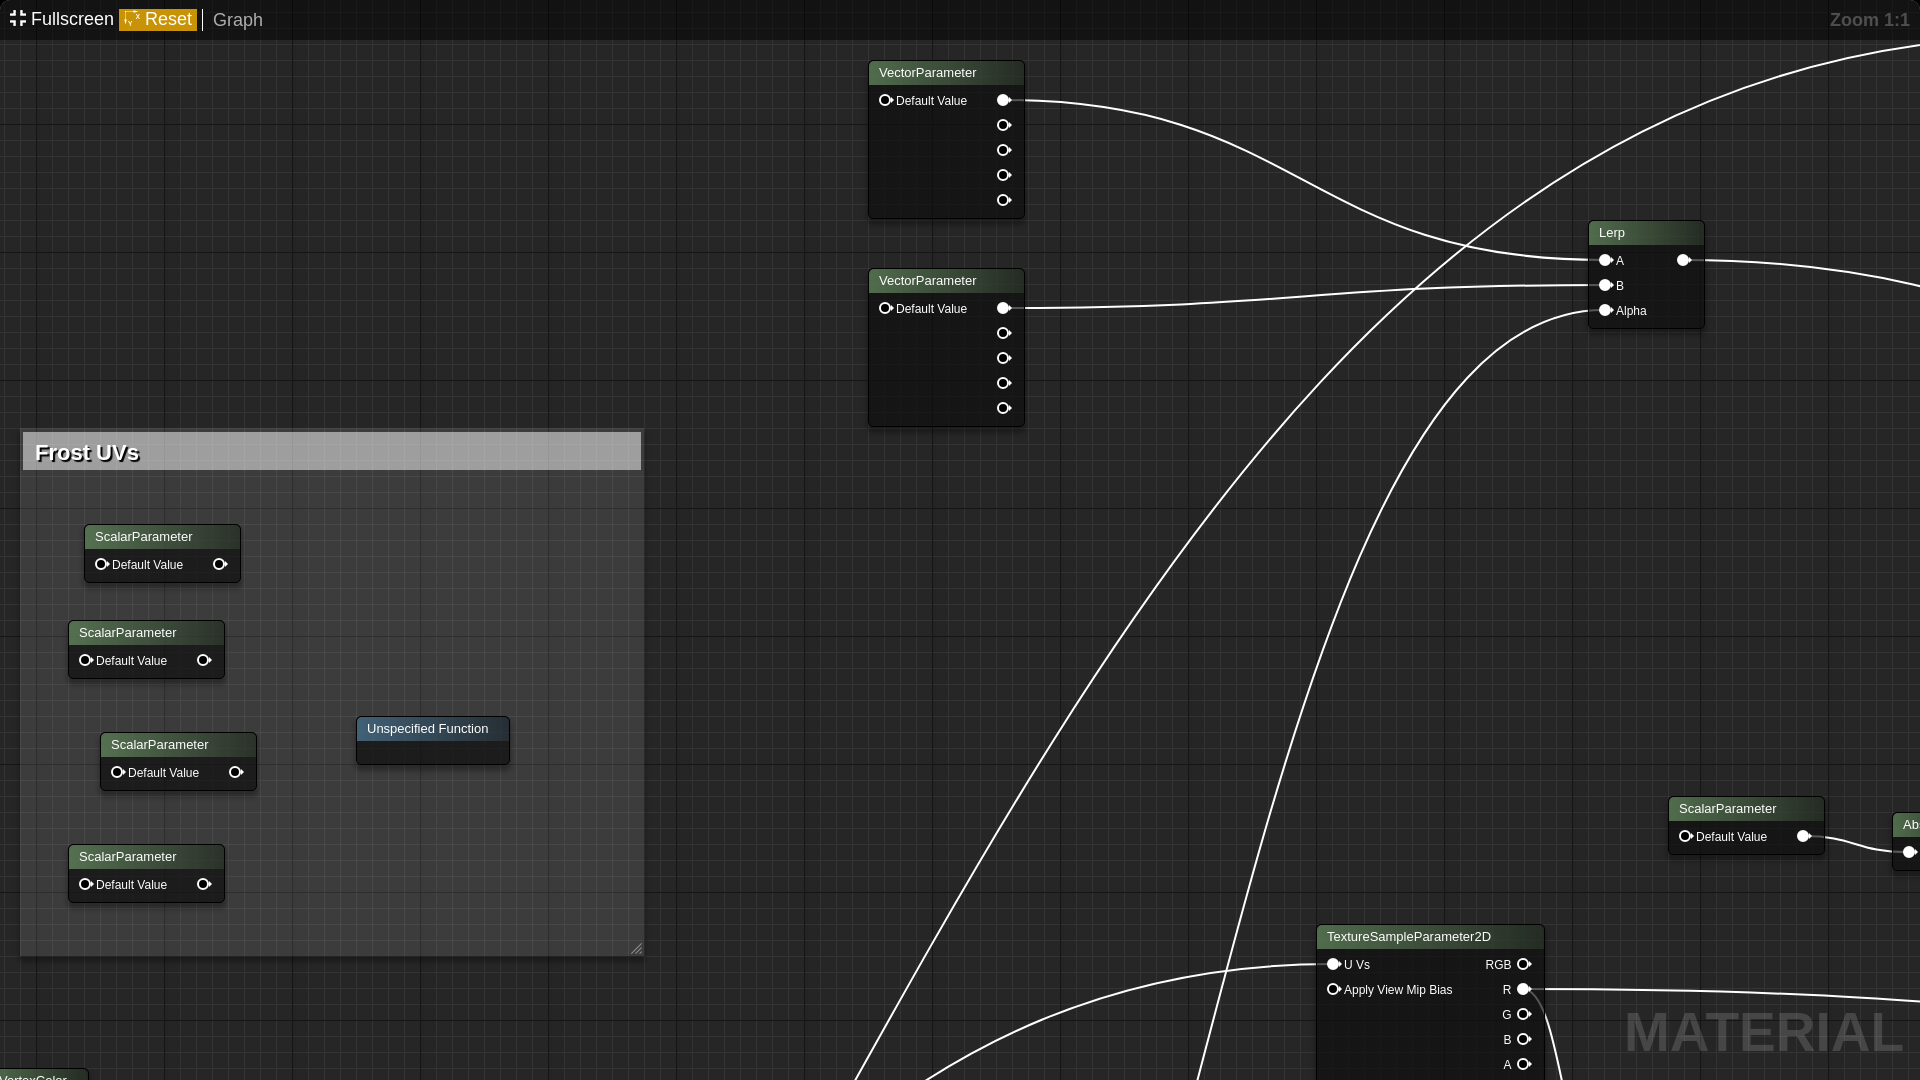 Fullscreen Reset Graph Zoom 1:1
VectorParameter
Default Value
Lerp
A
B
Alpha
VectorParameter
Default Value
Frost UVs
ScalarParameter
Default Value
ScalarParameter
Default Value
ScalarParameter
Default Value
Unspecified Function
ScalarParameter
Default Value
ScalarParameter
Default Value
Abs
TextureSampleParameter2D
U Vs RGB
Apply View Mip Bias R
G
B
A
MATERIAL
VertexColor